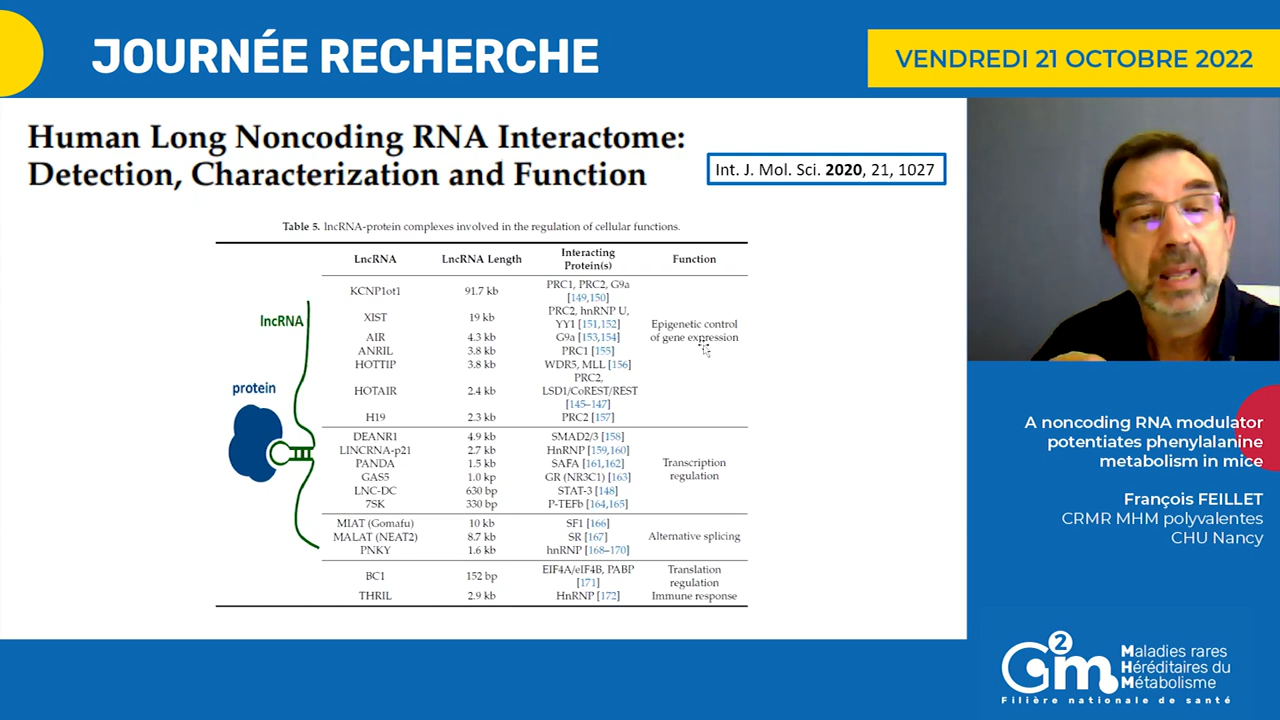 JOURNÉE RECHERCHE
VENDREDI 21 OCTOBRE 2022
Human Long Noncoding RNA Interactome:
Detection, Characterization and Function
Int. J. Mol. Sci. 2020, 21, 1027
Table 5. lncRNA-protein complexes involved in the regulation of cellular functions.
LncRNA LncRNA Length Interacting Protein(s) Function
KCNP1ot1 91.7 kb PRC1, PRC2, G9a [149,150]
XIST 19 kb PRC2, hnRNP U, YY1 [151,152]
AIR 4.3 kb G9a [153,154]
ANRIL 3.8 kb PRC1 [155]
HOTTIP 3.8 kb WDR5, MLL [156]
HOTAIR 2.4 kb PRC2, LSD1/CoREST/REST [145–147]
H19 2.3 kb PRC2 [157]
Epigenetic control
of gene expression
DEANR1 4.9 kb SMAD2/3 [158]
LINCRNA-p21 2.7 kb HnRNP [159,160]
PANDA 1.5 kb SAFA [161,162]
GAS5 1.0 kp GR (NR3C1) [163]
LNC-DC 630 bp STAT-3 [148]
7SK 330 bp P-TEFb [164,165]
Transcription
regulation
MIAT (Gomafu) 10 kb SF1 [166]
MALAT (NEAT2) 8.7 kb SR [167]
PNKY 1.6 kb hnRNP [168–170]
Alternative splicing
BC1 152 bp EIF4A/eIF4B, PABP [171] Translation regulation
THRIL 2.9 kb HnRNP [172] Immune response
lncRNA
protein
A noncoding RNA modulator
potentiates phenylalanine
metabolism in mice
François FEILLET
CRMR MHM polyvalentes
CHU Nancy
G2m
Maladies rares
Héréditaires du
Métabolisme
Filière nationale de santé